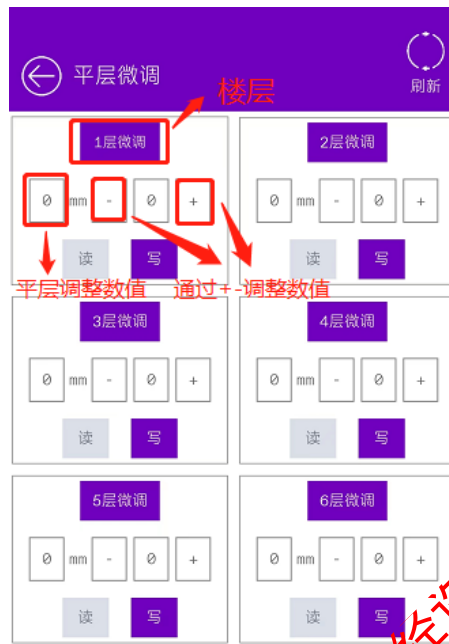 平层微调
刷新
楼层
1层微调
2层微调
0 mm - 0 +
0 mm - 0 +
读 写
读 写
平层调整数值 通过+-调整数值
3层微调
4层微调
0 mm - 0 +
0 mm - 0 +
读 写
读 写
5层微调
6层微调
0 mm - 0 +
0 mm - 0 +
读 写
读 写